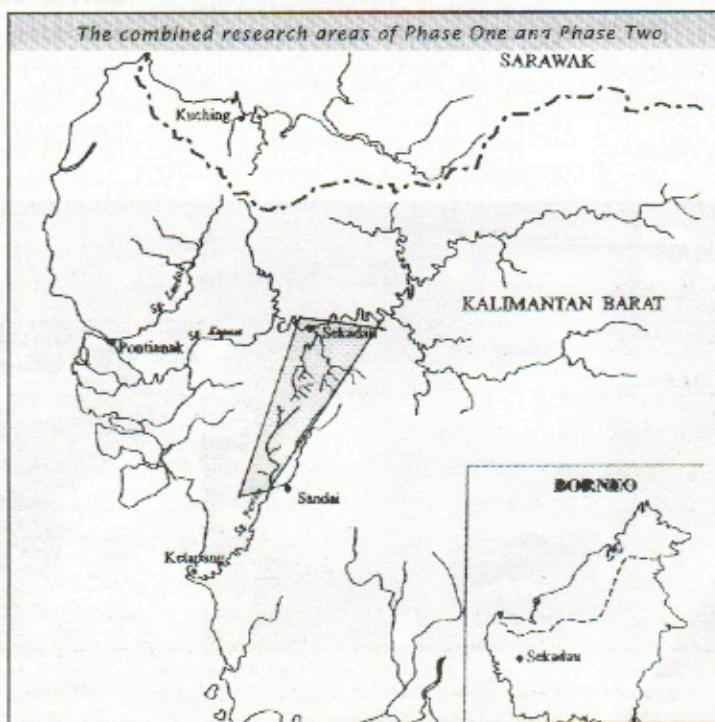 The combined research areas of Phase One and Phase Two
SARAWAK
Kuching
KALIMANTAN BARAT
Sekadau
Pontianak
Sandai
Ketapang
BORNEO
Sekadau